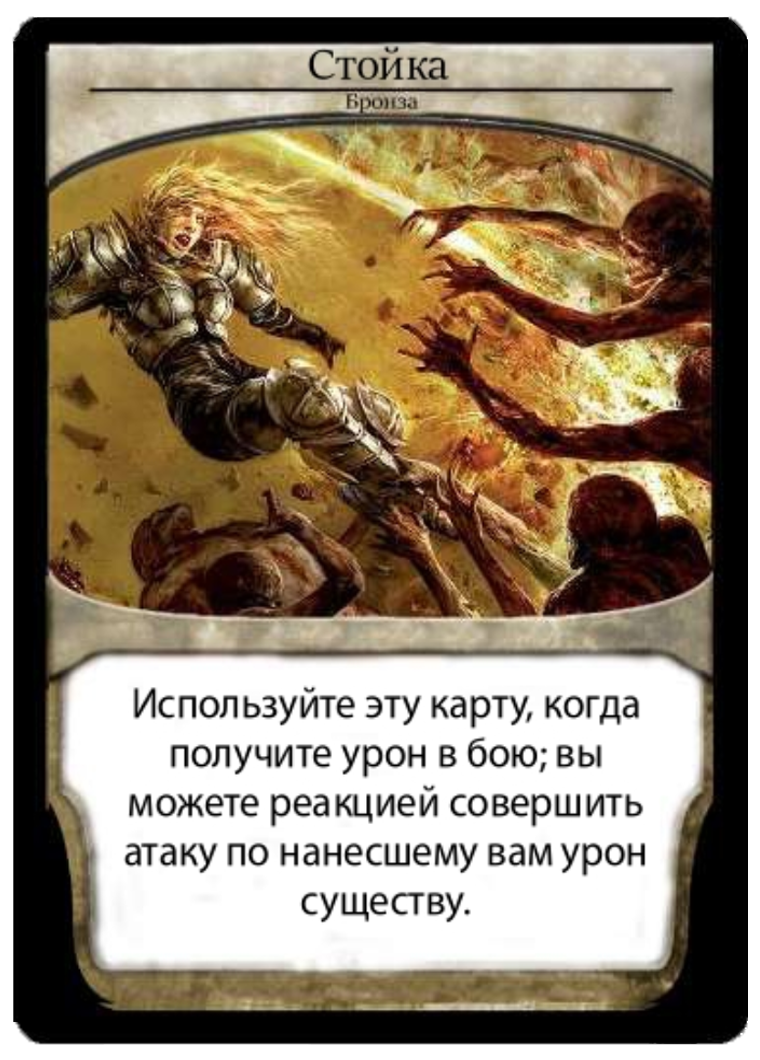 Стойка
Бронза
Используйте эту карту, когда
получите урон в бою; вы
можете реакцией совершить
атаку по нанесшему вам урон
существу.